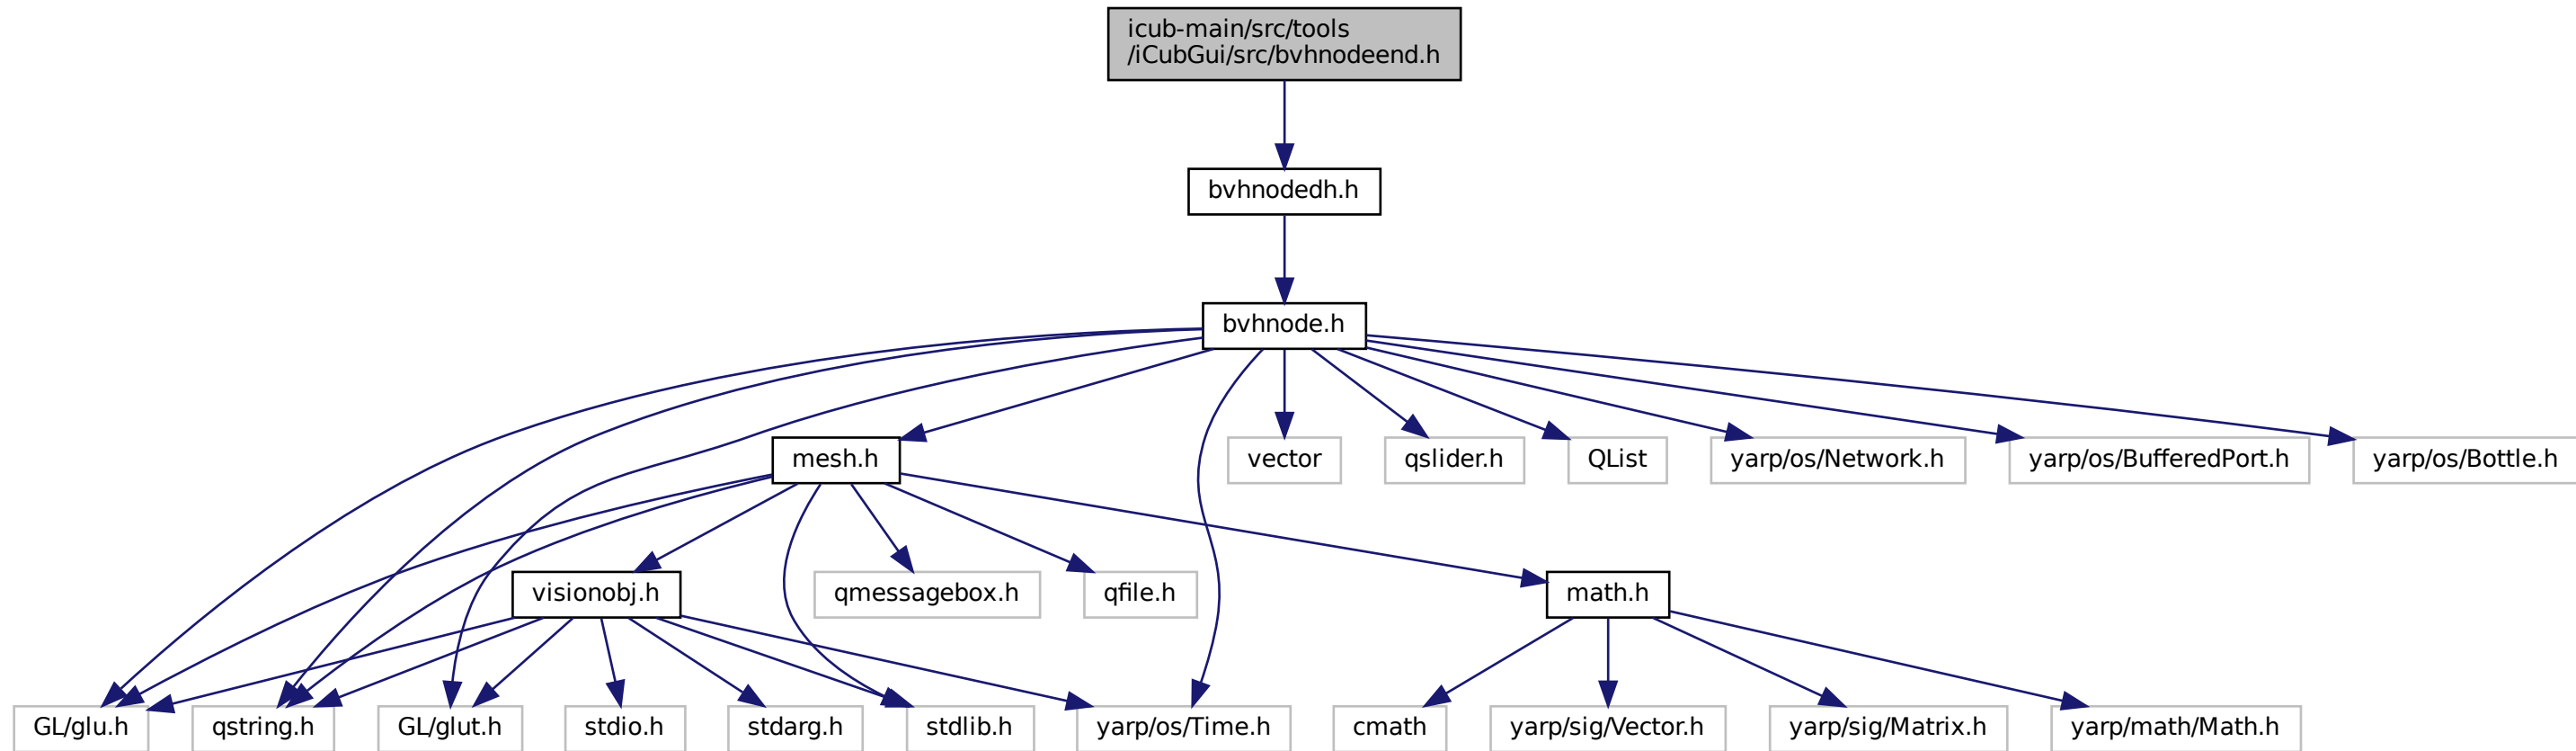 icub-main/src/tools
/iCubGui/src/bvhnodeend.h
bvhnodedh.h
bvhnode.h
mesh.h
vector
qslider.h
QList
yarp/os/Network.h
yarp/os/BufferedPort.h
yarp/os/Bottle.h
visionobj.h
qmessagebox.h
qfile.h
math.h
GL/glu.h
qstring.h
GL/glut.h
stdio.h
stdarg.h
stdlib.h
yarp/os/Time.h
cmath
yarp/sig/Vector.h
yarp/sig/Matrix.h
yarp/math/Math.h